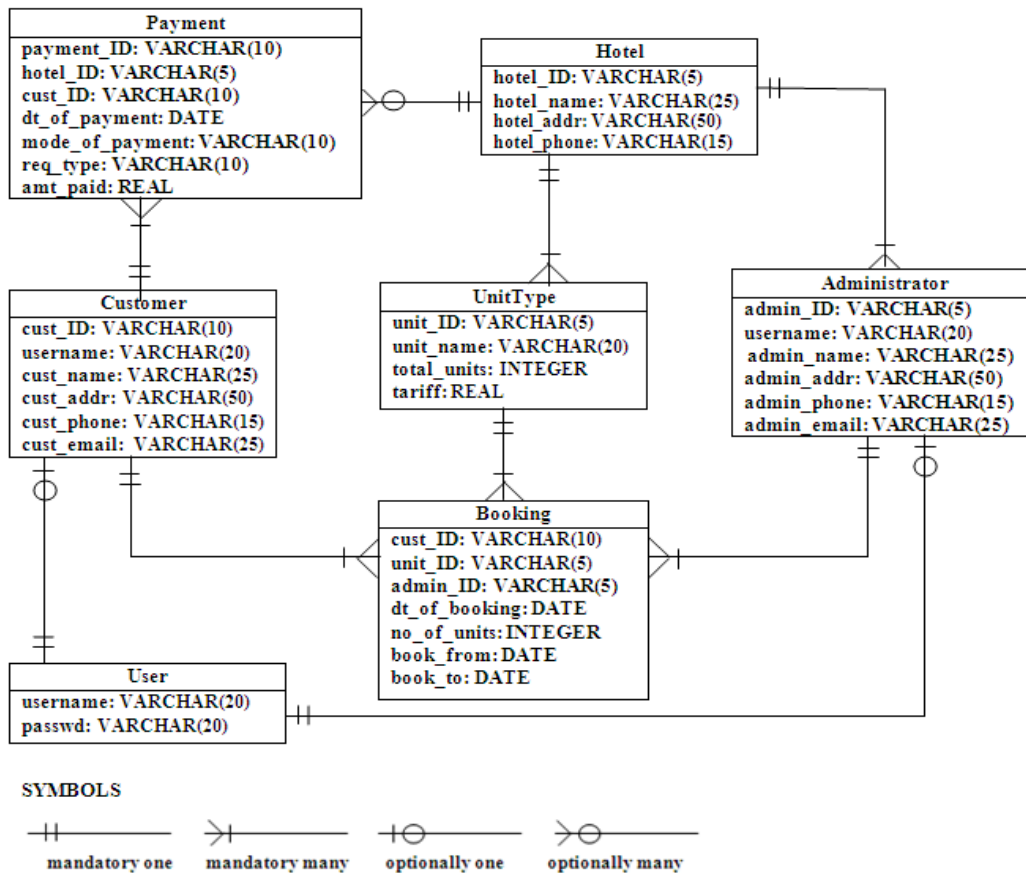 Payment
payment_ID: VARCHAR(10)
hotel_ID: VARCHAR(5)
cust_ID: VARCHAR(10)
dt_of_payment: DATE
mode_of_payment: VARCHAR(10)
req_type: VARCHAR(10)
amt_paid: REAL
Hotel
hotel_ID: VARCHAR(5)
hotel_name: VARCHAR(25)
hotel_addr: VARCHAR(50)
hotel_phone: VARCHAR(15)
Customer
cust_ID: VARCHAR(10)
username: VARCHAR(20)
cust_name: VARCHAR(25)
cust_addr: VARCHAR(50)
cust_phone: VARCHAR(15)
cust_email: VARCHAR(25)
UnitType
unit_ID: VARCHAR(5)
unit_name: VARCHAR(20)
total_units: INTEGER
tariff: REAL
Administrator
admin_ID: VARCHAR(5)
username: VARCHAR(20)
admin_name: VARCHAR(25)
admin_addr: VARCHAR(50)
admin_phone: VARCHAR(15)
admin_email: VARCHAR(25)
Booking
cust_ID: VARCHAR(10)
unit_ID: VARCHAR(5)
admin_ID: VARCHAR(5)
dt_of_booking: DATE
no_of_units: INTEGER
book_from: DATE
book_to: DATE
User
username: VARCHAR(20)
passwd: VARCHAR(20)
SYMBOLS
mandatory one
mandatory many
optionally one
optionally many